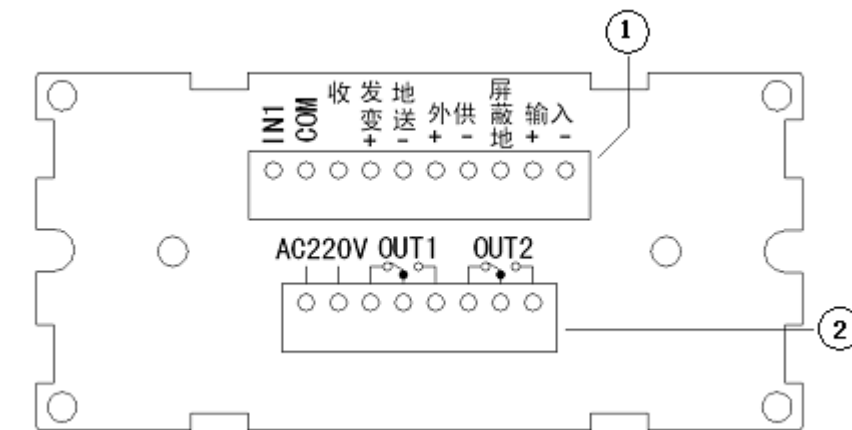 1
IN1 COM 收 发变+ 地送- 外+ 供- 屏蔽地 输+ 入-
AC220V OUT1 OUT2
2